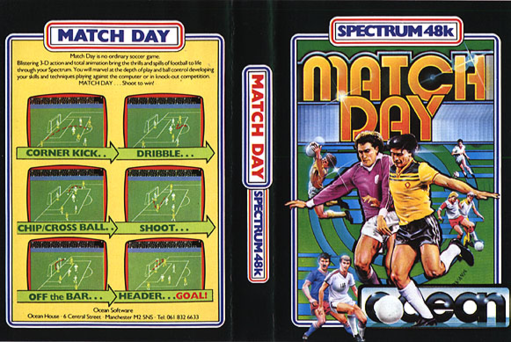 MATCH DAY
Match Day is no ordinary soccer game.
Blistering 3-D action and total animation bring the thrills and spills of football to life
through your Spectrum. You will marvel at the depth of play and ball control developing
your skills and techniques playing against the computer or in knock-out competition.
MATCH DAY . . . Shoot to win!
CORNER KICK. .
DRIBBLE. . .
CHIP/CROSS BALL. .
SHOOT. . .
OFF the BAR. . .
HEADER. . .GOAL!
Ocean Software
Ocean House · 6 Central Street · Manchester M2 5NS · Tel: 061 832 6633
MATCH DAY
SPECTRUM 48k
SPECTRUM 48k
MATCH
DAY
ocean